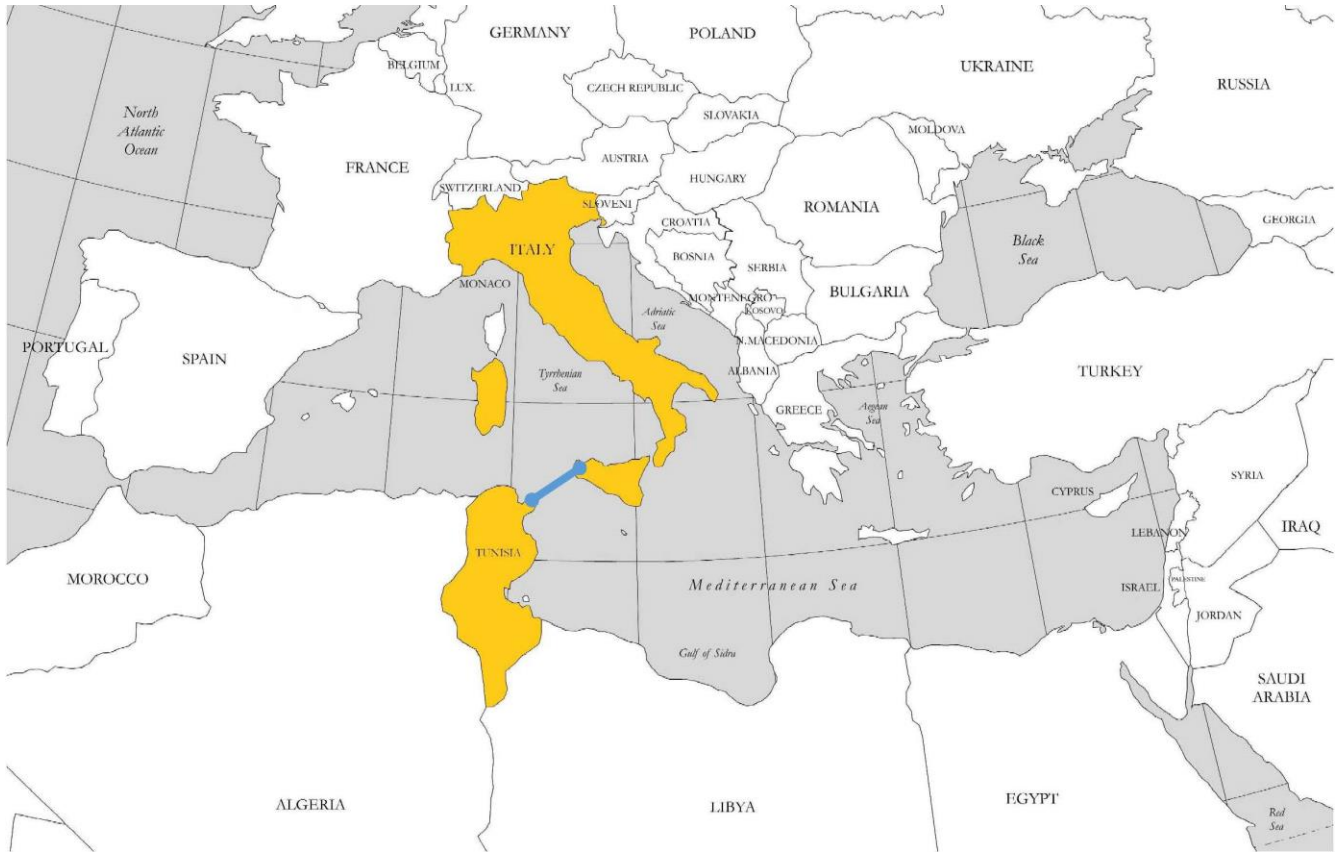 GERMANY
POLAND
BELGIUM
UKRAINE
RUSSIA
LUX.
CZECH REPUBLIC
North
Atlantic
Ocean
SLOVAKIA
MOLDOVA
FRANCE
AUSTRIA
HUNGARY
SWITZERLAND
SLOVENI
ROMANIA
CROATIA
GEORGIA
ITALY
BOSNIA
SERBIA
Black
Sea
MONACO
BULGARIA
MONTENEGRO
KOSOVO
Adriatic
Sea
N.MACEDONIA
PORTUGAL
SPAIN
Tyrrhenian
Sea
ALBANIA
TURKEY
GREECE
Aegean
Sea
SYRIA
CYPRUS
IRAQ
LEBANON
TUNISIA
MOROCCO
Mediterranean Sea
PALESTINE
ISRAEL
JORDAN
Gulf of Sidra
SAUDI
ARABIA
ALGERIA
LIBYA
EGYPT
Red
Sea